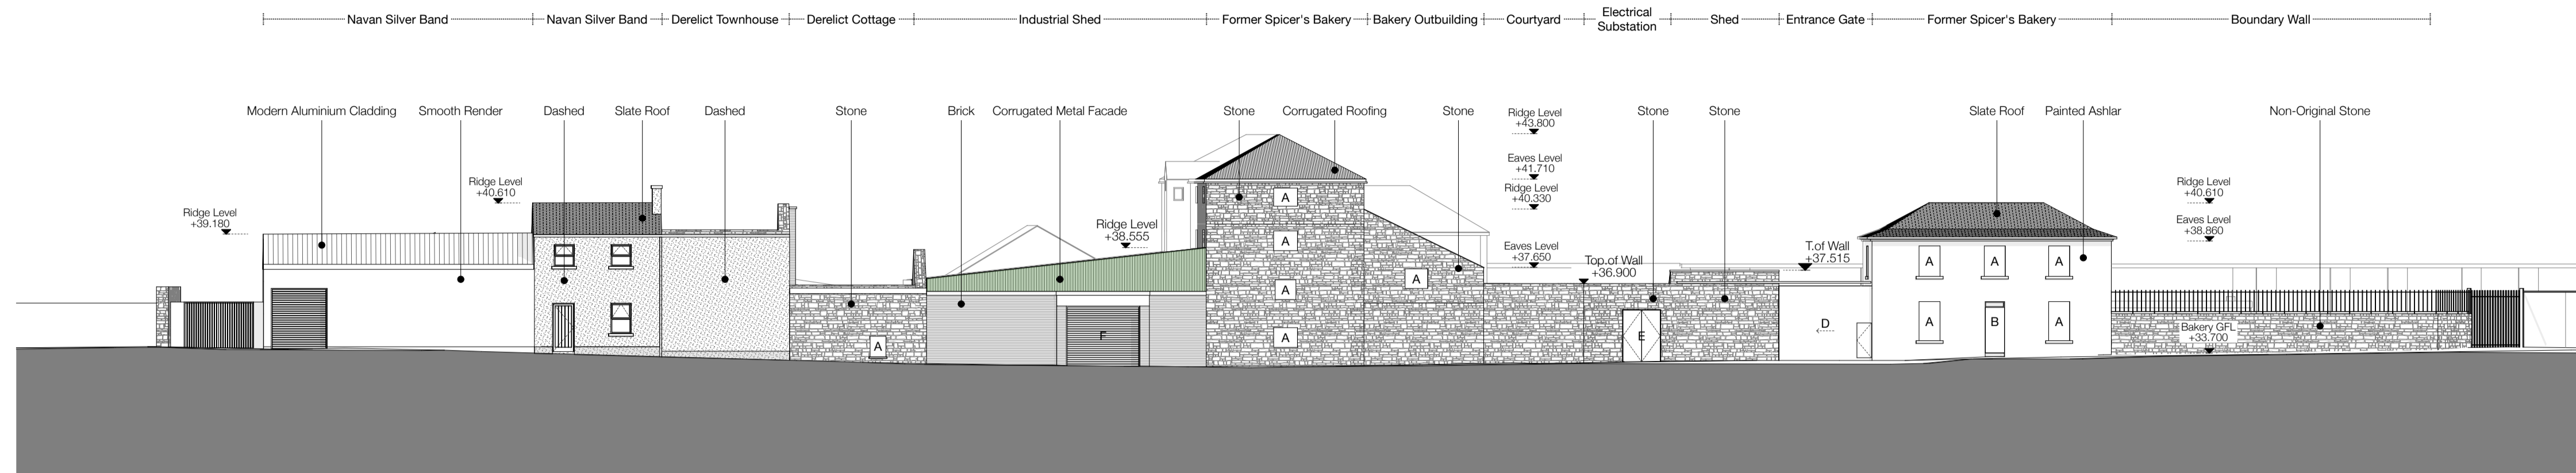 Navan Silver Band
Navan Silver Band
Derelict Townhouse
Derelict Cottage
Industrial Shed
Former Spicer's Bakery
Bakery Outbuilding
Courtyard
Electrical
Substation
Shed
Entrance Gate
Former Spicer's Bakery
Boundary Wall
Modern Aluminium Cladding
Smooth Render
Dashed
Slate Roof
Dashed
Stone
Brick
Corrugated Metal Facade
Stone
Corrugated Roofing
Stone
Ridge Level
+43.800
Stone
Stone
Slate Roof
Painted Ashlar
Non-Original Stone
Eaves Level
+41.710
Ridge Level
+40.330
Ridge Level
+40.610
Ridge Level
+40.610
Ridge Level
+39.180
Ridge Level
+38.555
Eaves Level
+38.860
Eaves Level
+37.650
Top.of Wall
+36.900
T.of Wall
+37.515
A
A
A
A
A
A
F
E
D
A
A
A
A
B
A
Bakery GFL
+33.700